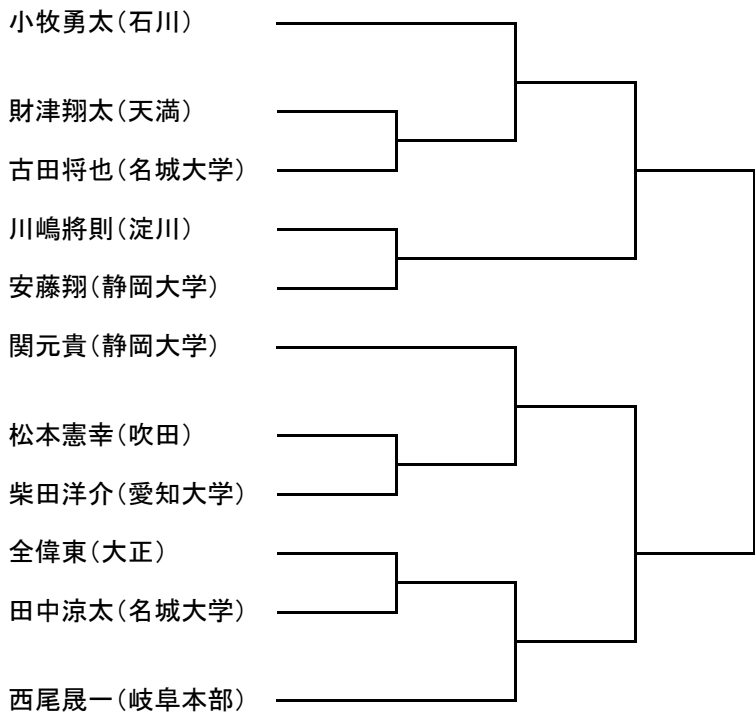 小牧勇太（石川）
財津翔太（天満）
古田将也（名城大学）
川嶋將則（淀川）
安藤翔（静岡大学）
関元貴（静岡大学）
松本憲幸（吹田）
柴田洋介（愛知大学）
全偉東（大正）
田中涼太（名城大学）
西尾晟一（岐阜本部）